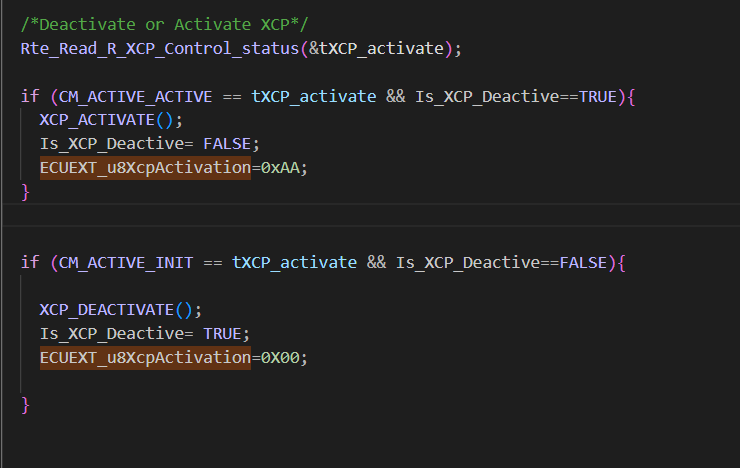 /*Deactivate or Activate XCP*/
Rte_Read_R_XCP_Control_status(&tXCP_activate);
if (CM_ACTIVE_ACTIVE == tXCP_activate && Is_XCP_Deactive==TRUE){
XCP_ACTIVATE();
Is_XCP_Deactive= FALSE;
ECUEXT_u8XcpActivation=0xAA;
}
if (CM_ACTIVE_INIT == tXCP_activate && Is_XCP_Deactive==FALSE){
XCP_DEACTIVATE();
Is_XCP_Deactive= TRUE;
ECUEXT_u8XcpActivation=0X00;
}